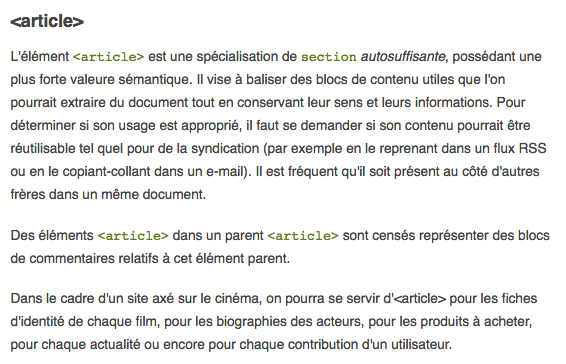 <article>
L'élément <article> est une spécialisation de section autosuffisante, possédant une
plus forte valeur sémantique. Il vise à baliser des blocs de contenu utiles que l'on
pourrait extraire du document tout en conservant leur sens et leurs informations. Pour
déterminer si son usage est approprié, il faut se demander si son contenu pourrait être
réutilisable tel quel pour de la syndication (par exemple en le reprenant dans un flux RSS
ou en le copiant-collant dans un e-mail). Il est fréquent qu'il soit présent au côté d'autres
frères dans un même document.
Des éléments <article> dans un parent <article> sont censés représenter des blocs
de commentaires relatifs à cet élément parent.
Dans le cadre d'un site axé sur le cinéma, on pourra se servir d'<article> pour les fiches
d'identité de chaque film, pour les biographies des acteurs, pour les produits à acheter,
pour chaque actualité ou encore pour chaque contribution d'un utilisateur.